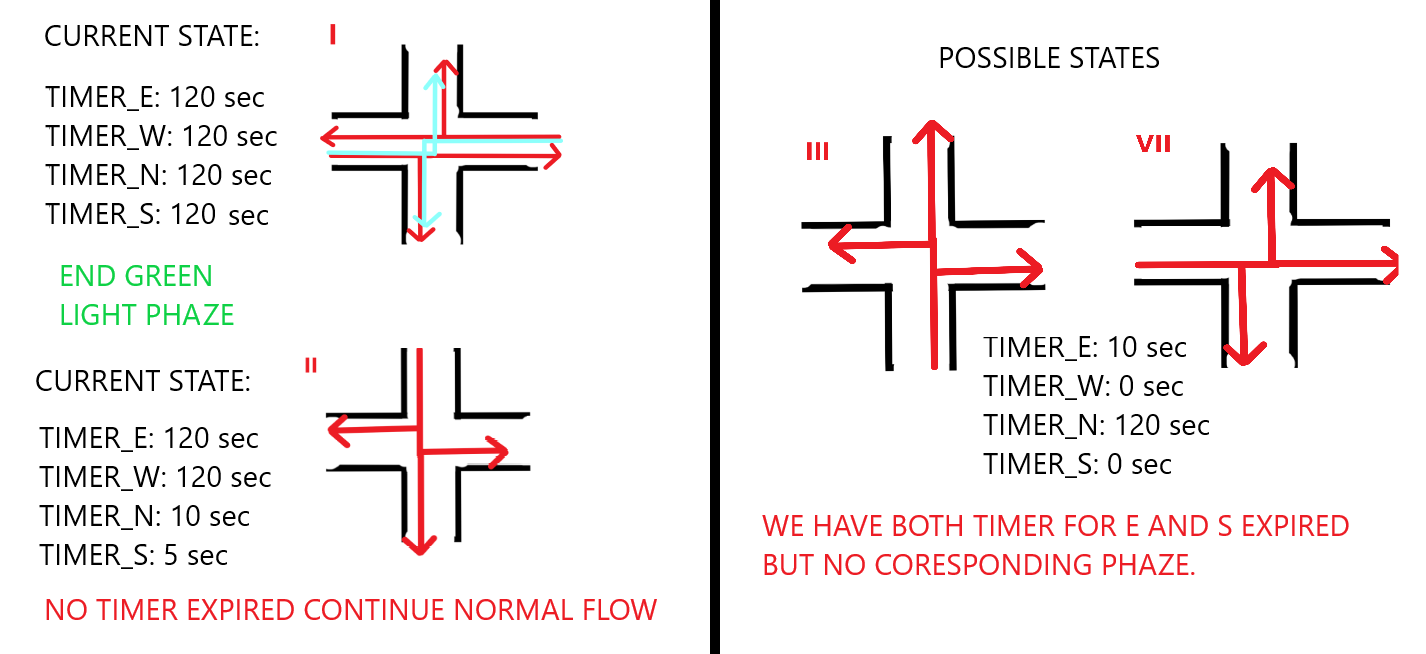 CURRENT STATE:
I
TIMER_E: 120 sec
TIMER_W: 120 sec
TIMER_N: 120 sec
TIMER_S: 120 sec
END GREEN
LIGHT PHAZE
CURRENT STATE:
II
TIMER_E: 120 sec
TIMER_W: 120 sec
TIMER_N: 10 sec
TIMER_S: 5 sec
NO TIMER EXPIRED CONTINUE NORMAL FLOW
POSSIBLE STATES
III
VII
TIMER_E: 10 sec
TIMER_W: 0 sec
TIMER_N: 120 sec
TIMER_S: 0 sec
WE HAVE BOTH TIMER FOR E AND S EXPIRED
BUT NO CORESPONDING PHAZE.